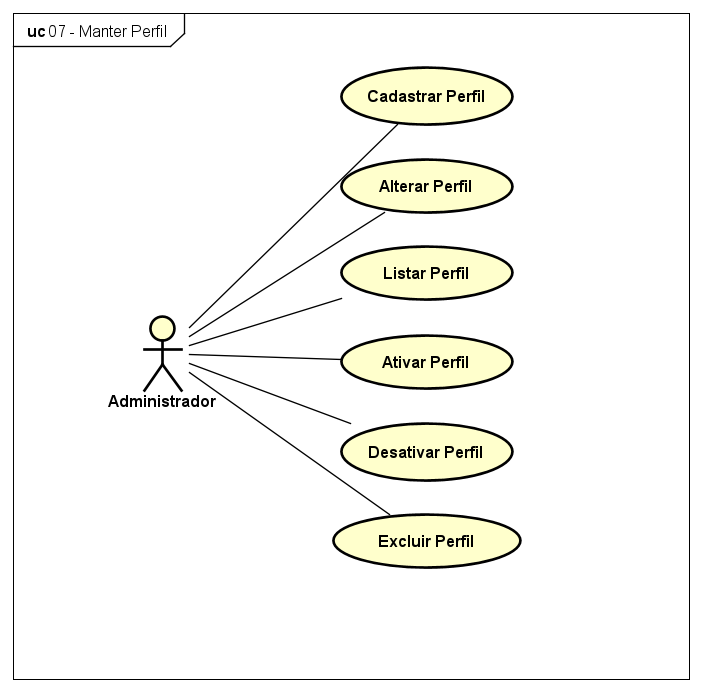 uc 07 - Manter Perfil
Cadastrar Perfil
Alterar Perfil
Listar Perfil
Ativar Perfil
Administrador
Desativar Perfil
Excluir Perfil